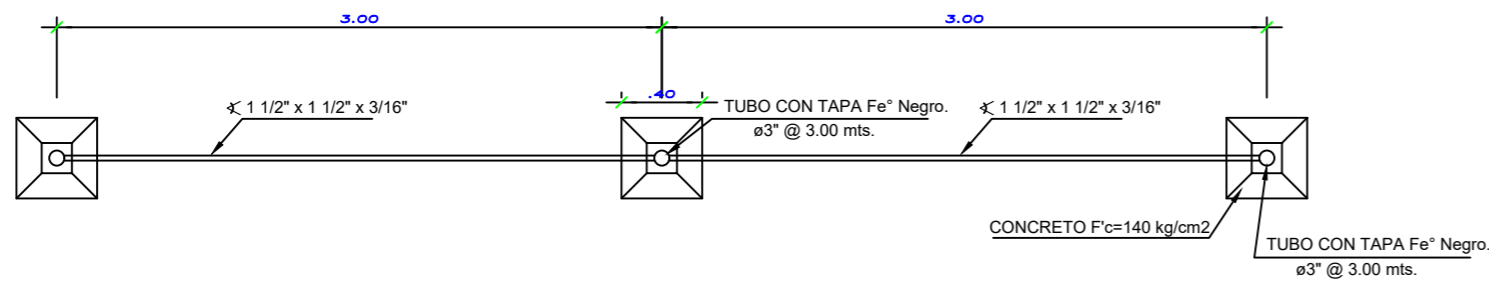 3.00
3.00
∢ 1 1/2" x 1 1/2" x 3/16"
.40
TUBO CON TAPA Fe° Negro.
ø3" @ 3.00 mts.
∢ 1 1/2" x 1 1/2" x 3/16"
CONCRETO F'c=140 kg/cm2
TUBO CON TAPA Fe° Negro.
ø3" @ 3.00 mts.